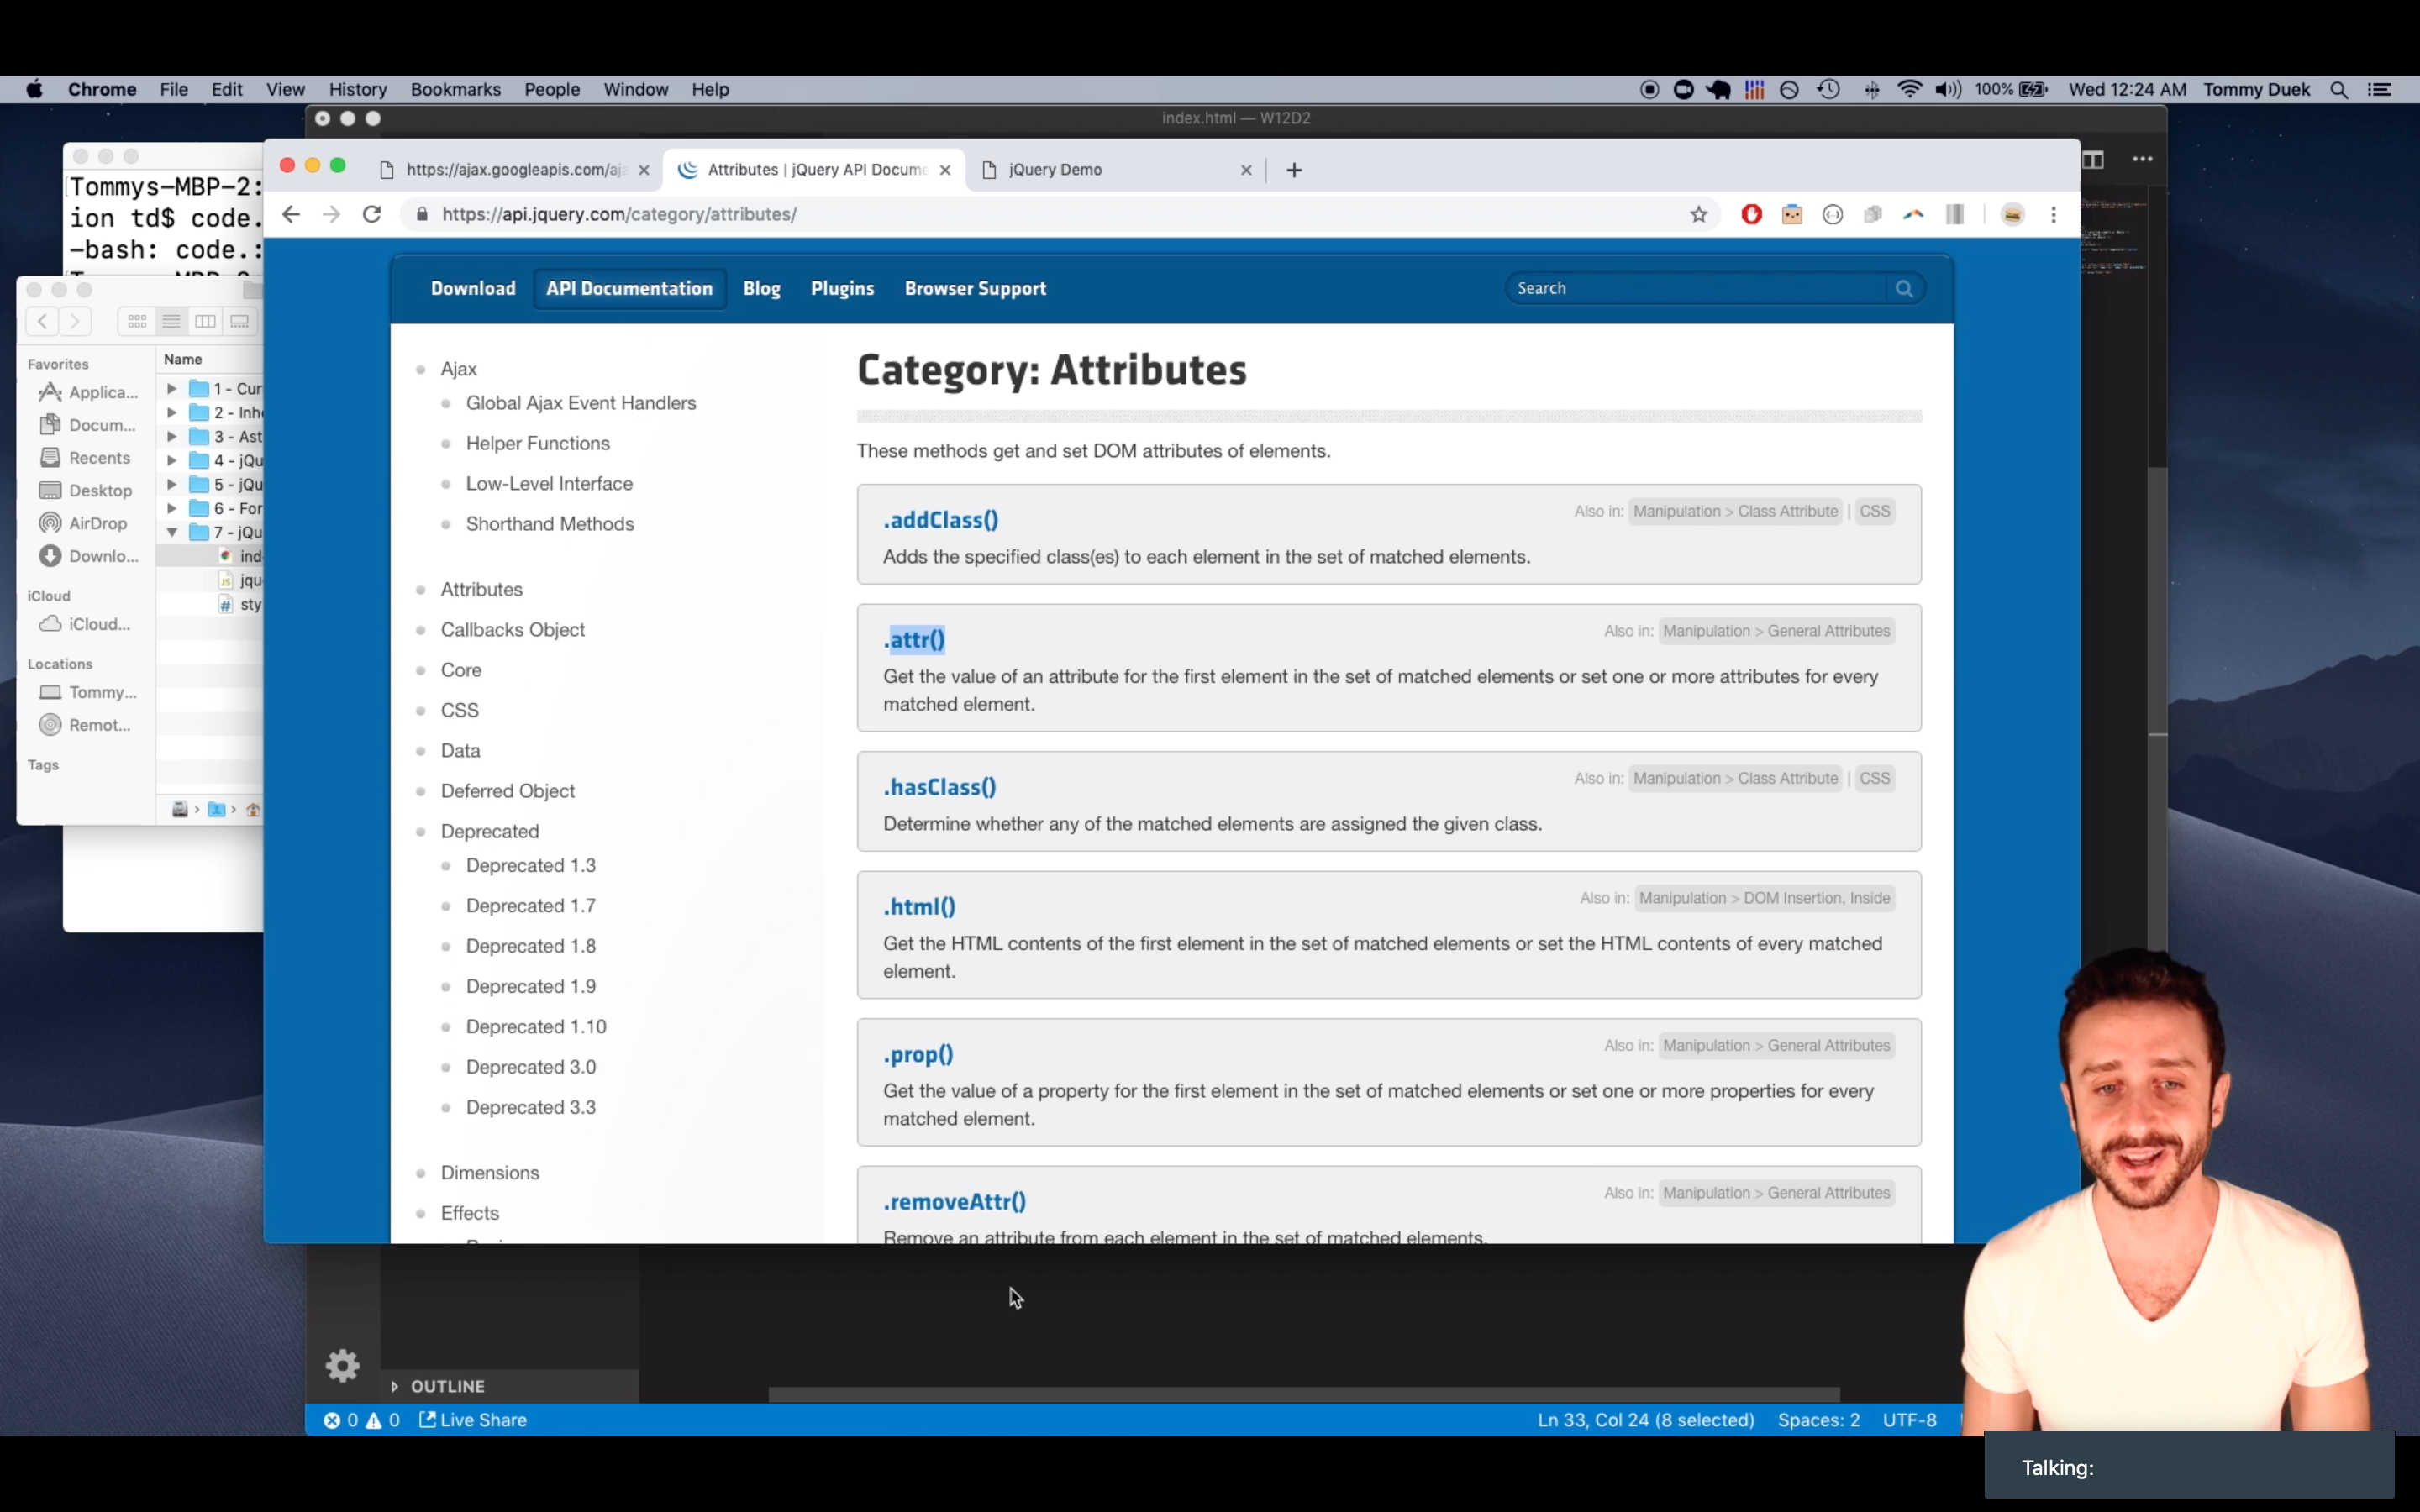 Chrome File Edit View History Bookmarks People Window Help
100% Wed 12:24 AM Tommy Duek
index.html — W12D2
Tommys-MBP-2:
ion td$ code.
-bash: code.:
https://ajax.googleapis.com/aja
Attributes | jQuery API Docume
jQuery Demo
https://api.jquery.com/category/attributes/
Name
Favorites
Applica...
Docum...
Recents
Desktop
AirDrop
Downlo...
iCloud
iCloud...
Locations
Tommy...
Remot...
Tags
1 - Cur
2 - Inh
3 - Ast
4 - jQu
5 - jQu
6 - For
7 - jQu
ind
jqu
sty
Download API Documentation Blog Plugins Browser Support
Search
Ajax
Global Ajax Event Handlers
Helper Functions
Low-Level Interface
Shorthand Methods
Attributes
Callbacks Object
Core
CSS
Data
Deferred Object
Deprecated
Deprecated 1.3
Deprecated 1.7
Deprecated 1.8
Deprecated 1.9
Deprecated 1.10
Deprecated 3.0
Deprecated 3.3
Dimensions
Effects
Category: Attributes
These methods get and set DOM attributes of elements.
.addClass()
Also in: Manipulation > Class Attribute | CSS
Adds the specified class(es) to each element in the set of matched elements.
.attr()
Also in: Manipulation > General Attributes
Get the value of an attribute for the first element in the set of matched elements or set one or more attributes for every
matched element.
.hasClass()
Also in: Manipulation > Class Attribute | CSS
Determine whether any of the matched elements are assigned the given class.
.html()
Also in: Manipulation > DOM Insertion, Inside
Get the HTML contents of the first element in the set of matched elements or set the HTML contents of every matched
element.
.prop()
Also in: Manipulation > General Attributes
Get the value of a property for the first element in the set of matched elements or set one or more properties for every
matched element.
.removeAttr()
Also in: Manipulation > General Attributes
Remove an attribute from each element in the set of matched elements.
OUTLINE
0 0 Live Share
Ln 33, Col 24 (8 selected) Spaces: 2 UTF-8
Talking: